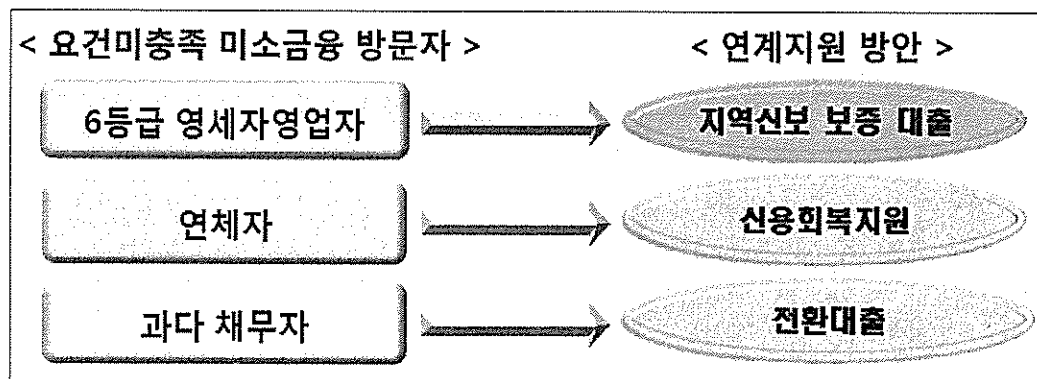 < 요건미충족 미소금융 방문자 > < 연계지원 방안 >
6등급 영세자영업자 지역신보 보증 대출
연체자 신용회복지원
과다 채무자 전환대출